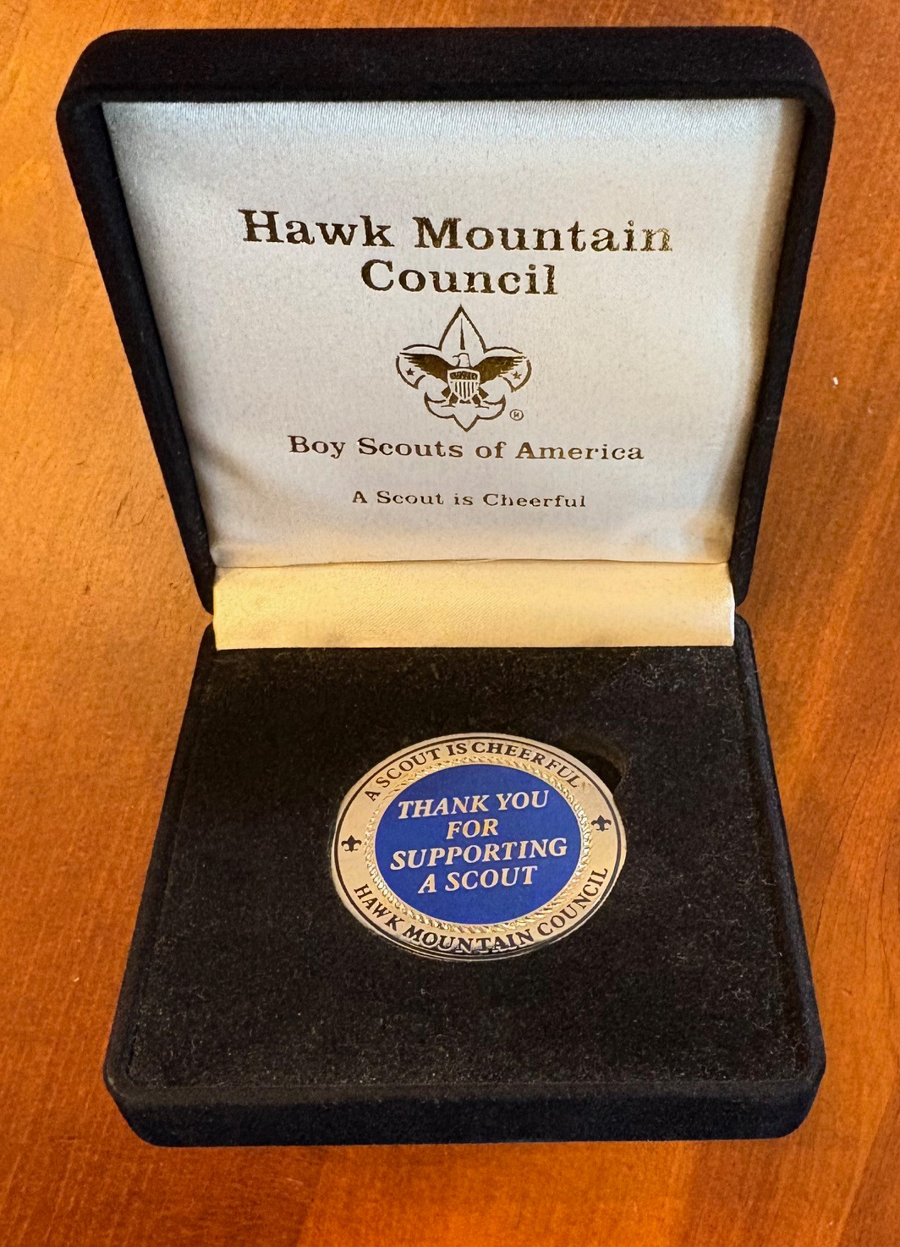 Hawk Mountain
Council
®
Boy Scouts of America
A Scout is Cheerful
A SCOUT IS CHEERFUL
THANK YOU
FOR
SUPPORTING
A SCOUT
HAWK MOUNTAIN COUNCIL